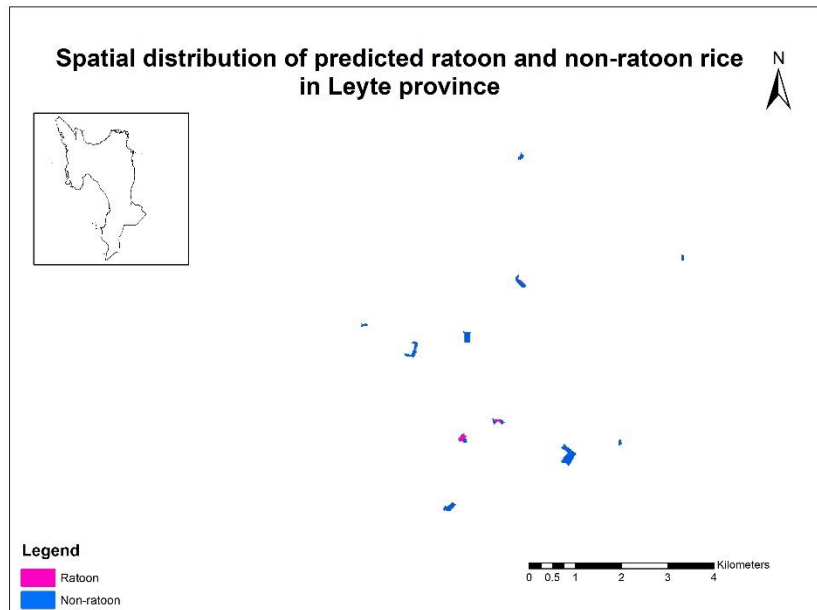 Spatial distribution of predicted ratoon and non-ratoon rice
in Leyte province
N
Legend
Ratoon
Non-ratoon
Kilometers
0 0.5 1 2 3 4